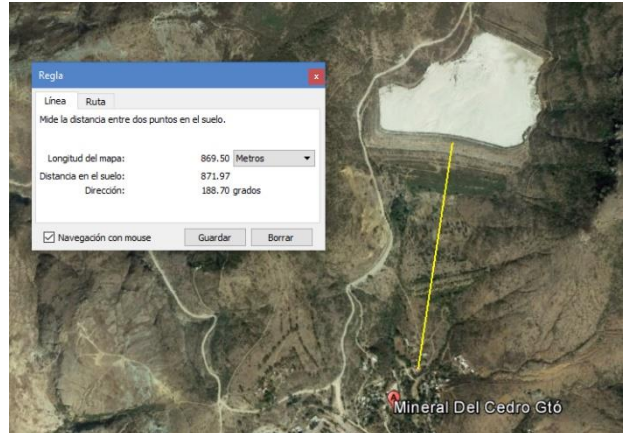 Regla
x
Línea Ruta
Mide la distancia entre dos puntos en el suelo.
Longitud del mapa: 869.50 Metros
Distancia en el suelo: 871.97
Dirección: 188.70 grados
Navegación con mouse Guardar Borrar
Mineral Del Cedro Gtó